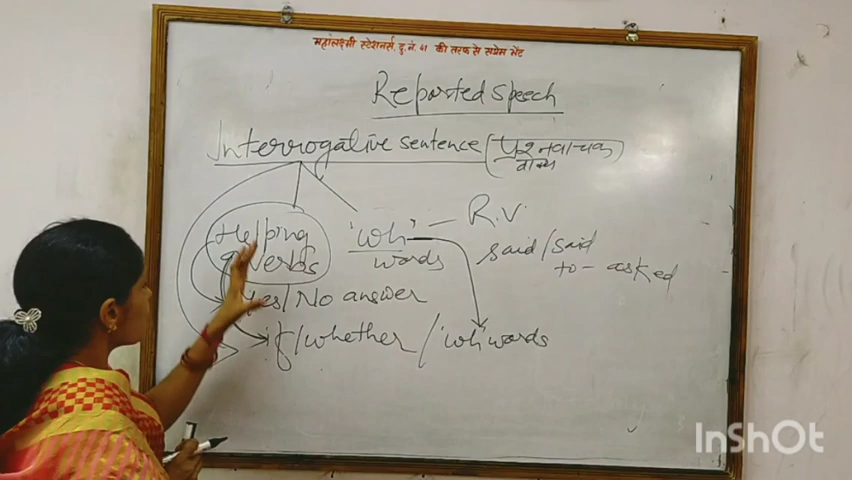 महालक्ष्मी स्टेशनर्स, दु. नं. 41 की तरफ से सप्रेम भेंट
Reported speech
Interrogative sentence (प्रश्नवाचक वाक्य)
Helping verbs
'wh' words
— R.V.
said / said to - asked
Yes/No answer
if / whether / 'wh' words
InShOt